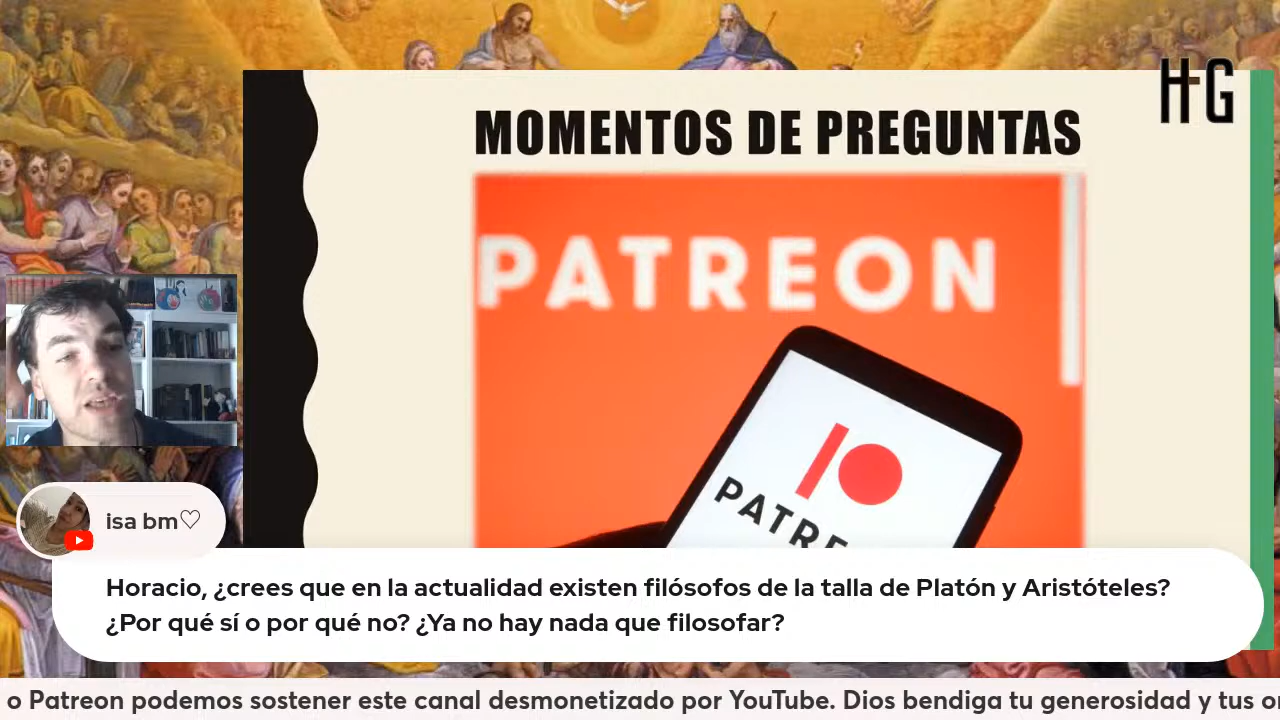 H-G
MOMENTOS DE PREGUNTAS
PATREON
PATRE
isa bm♡
Horacio, ¿crees que en la actualidad existen filósofos de la talla de Platón y Aristóteles?
¿Por qué sí o por qué no? ¿Ya no hay nada que filosofar?
o Patreon podemos sostener este canal desmonetizado por YouTube. Dios bendiga tu generosidad y tus o